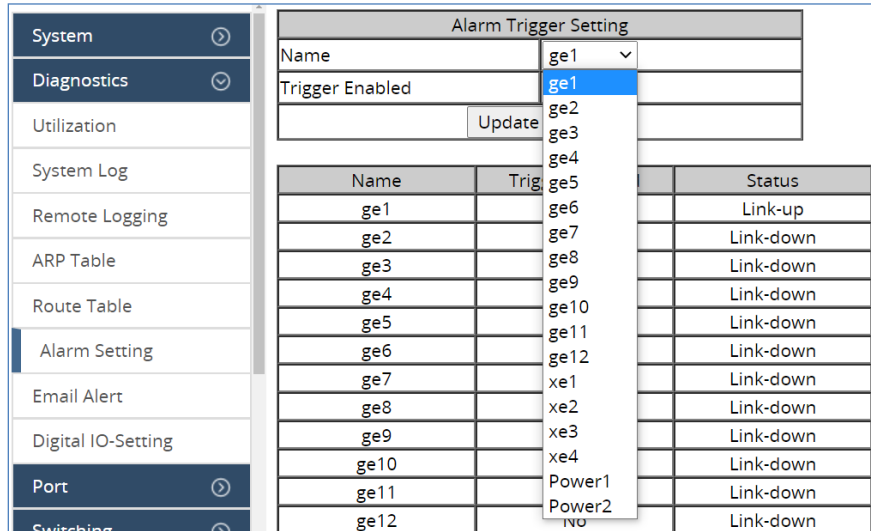 System
Diagnostics
Utilization
System Log
Remote Logging
ARP Table
Route Table
Alarm Setting
Email Alert
Digital IO-Setting
Port
Switching
Alarm Trigger Setting
Name ge1
Trigger Enabled
Update
ge1
ge2
ge3
ge4
ge5
ge6
ge7
ge8
ge9
ge10
ge11
ge12
xe1
xe2
xe3
xe4
Power1
Power2
Name Status
ge1 Link-up
ge2 Link-down
ge3 Link-down
ge4 Link-down
ge5 Link-down
ge6 Link-down
ge7 Link-down
ge8 Link-down
ge9 Link-down
ge10 Link-down
ge11 Link-down
ge12 No Link-down